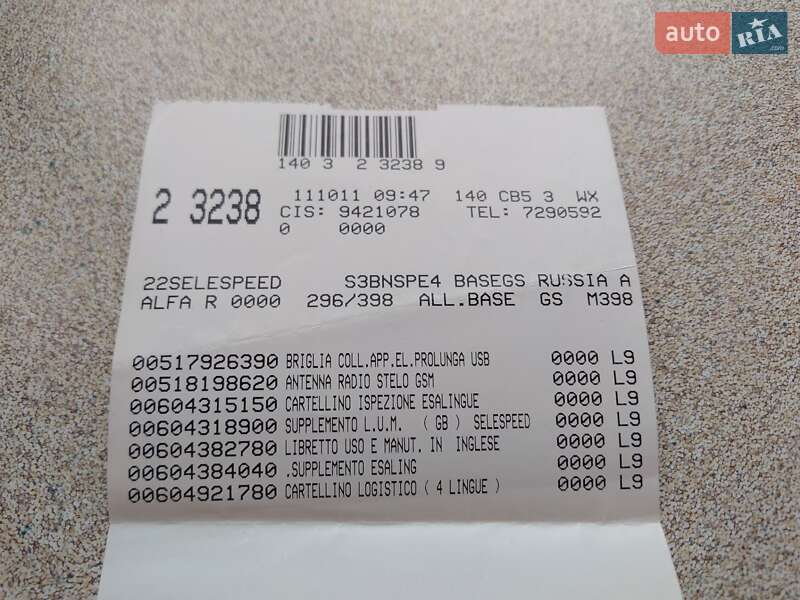 auto RIA .com
140 3 2 3238 9
2 3238
111011 09:47 140 CB5 3 WX
CIS: 9421078 TEL: 7290592
0 0000
22SELESPEED S3BNSPE4 BASEGS RUSSIA A
ALFA R 0000 296/398 ALL.BASE GS M398
00517926390 BRIGLIA COLL.APP.EL.PROLUNGA USB 0000 L9
00518198620 ANTENNA RADIO STELO GSM 0000 L9
00604315150 CARTELLINO ISPEZIONE ESALINGUE 0000 L9
00604318900 SUPPLEMENTO L.U.M. ( GB ) SELESPEED 0000 L9
00604382780 LIBRETTO USO E MANUT. IN INGLESE 0000 L9
00604384040 .SUPPLEMENTO ESALING 0000 L9
00604921780 CARTELLINO LOGISTICO ( 4 LINGUE ) 0000 L9